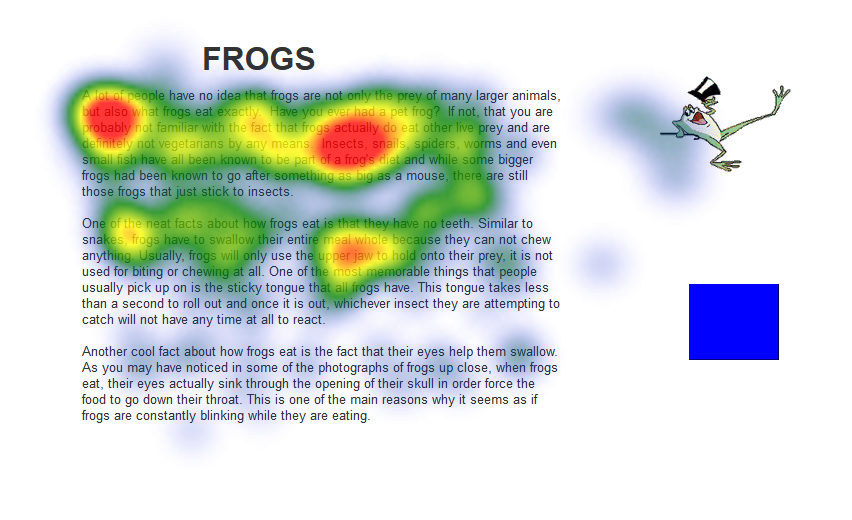 FROGS
A lot of people have no idea that frogs are not only the prey of many larger animals,
but also what frogs eat exactly. Have you ever had a pet frog? If not, that you are
probably not familiar with the fact that frogs actually do eat other live prey and are
definitely not vegetarians by any means. Insects, snails, spiders, worms and even
small fish have all been known to be part of a frog's diet and while some bigger
frogs had been known to go after something as big as a mouse, there are still
those frogs that just stick to insects.
One of the neat facts about how frogs eat is that they have no teeth. Similar to
snakes, frogs have to swallow their entire meal whole because they can not chew
anything. Usually, frogs will only use the upper jaw to hold onto their prey, it is not
used for biting or chewing at all. One of the most memorable things that people
usually pick up on is the sticky tongue that all frogs have. This tongue takes less
than a second to roll out and once it is out, whichever insect they are attempting to
catch will not have any time at all to react.
Another cool fact about how frogs eat is the fact that their eyes help them swallow.
As you may have noticed in some of the photographs of frogs up close, when frogs
eat, their eyes actually sink through the opening of their skull in order force the
food to go down their throat. This is one of the main reasons why it seems as if
frogs are constantly blinking while they are eating.